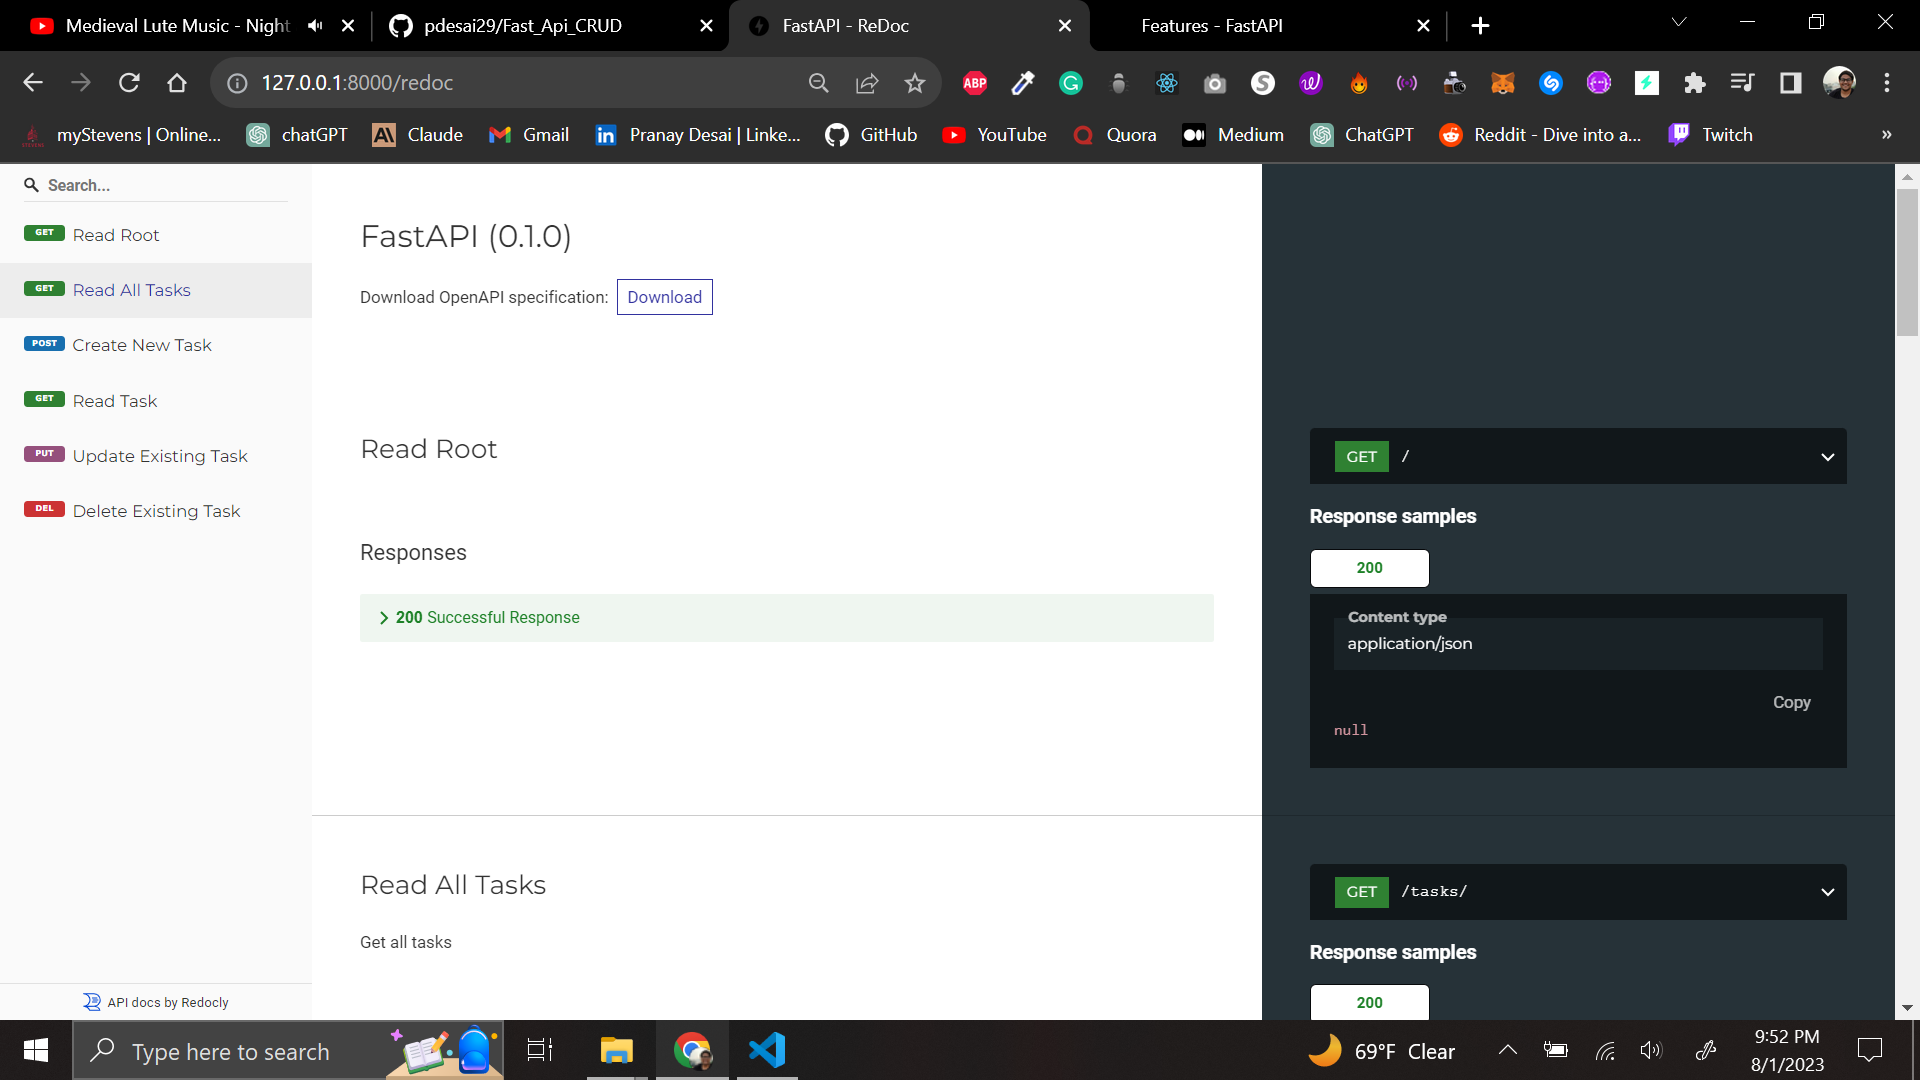 Medieval Lute Music - Night
pdesai29/Fast_Api_CRUD
FastAPI - ReDoc
Features - FastAPI
127.0.0.1:8000/redoc
ABP
myStevens | Online...
chatGPT
Claude
Gmail
Pranay Desai | Linke...
GitHub
YouTube
Quora
Medium
ChatGPT
Reddit - Dive into a...
Twitch
»
Search...
GET Read Root
GET Read All Tasks
POST Create New Task
GET Read Task
PUT Update Existing Task
DEL Delete Existing Task
API docs by Redocly
FastAPI (0.1.0)
Download OpenAPI specification: Download
Read Root
Responses
200 Successful Response
Read All Tasks
Get all tasks
GET /
Response samples
200
Content type
application/json
Copy
null
GET /tasks/
Response samples
200
Type here to search
69°F Clear
9:52 PM
8/1/2023